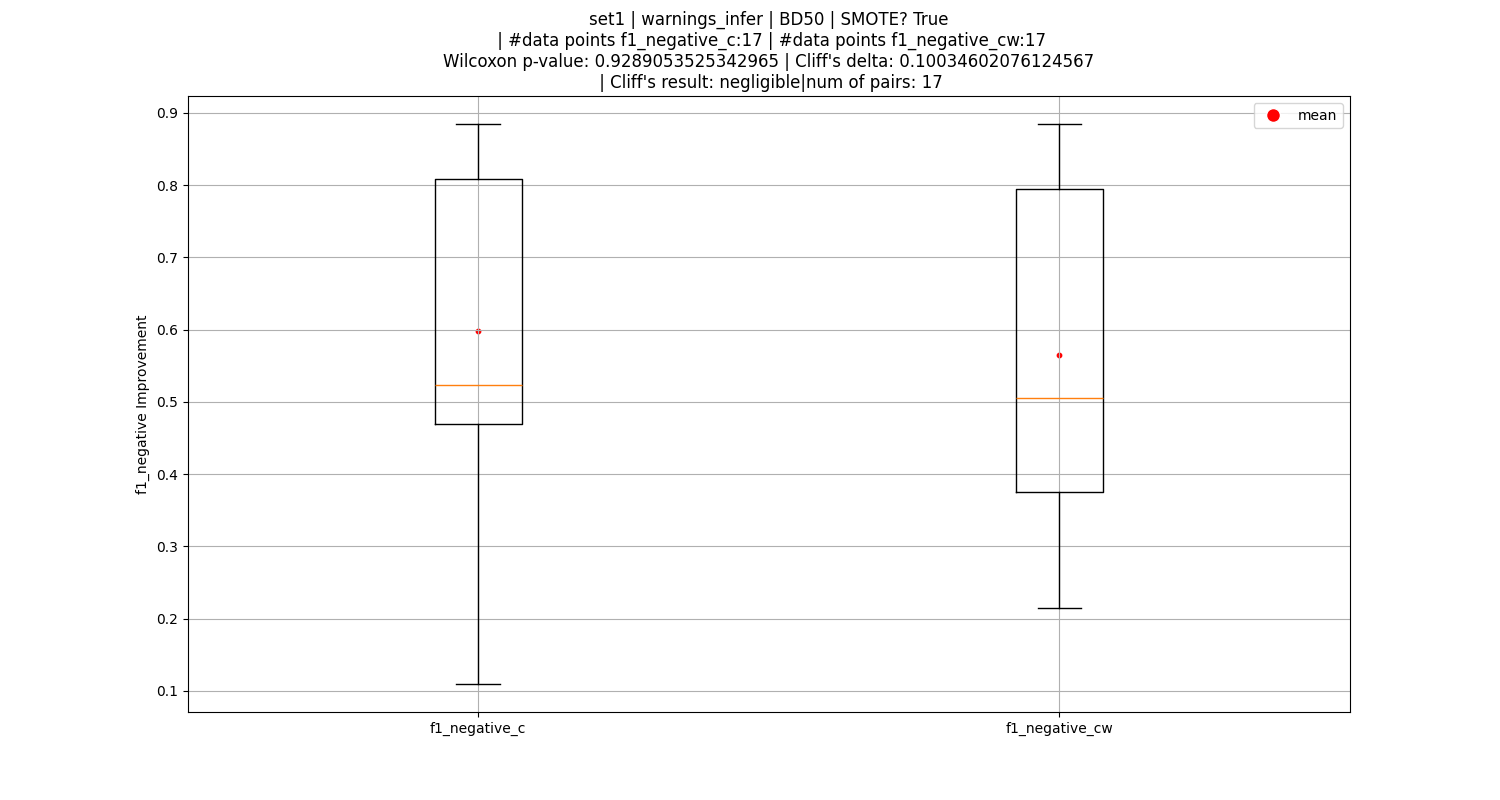 set1 | warnings_infer | BD50 | SMOTE? True
| #data points f1_negative_c:17 | #data points f1_negative_cw:17
Wilcoxon p-value: 0.9289053525342965 | Cliff's delta: 0.10034602076124567
| Cliff's result: negligible|num of pairs: 17
mean
f1_negative Improvement
0.9
0.8
0.7
0.6
0.5
0.4
0.3
0.2
0.1
f1_negative_c
f1_negative_cw